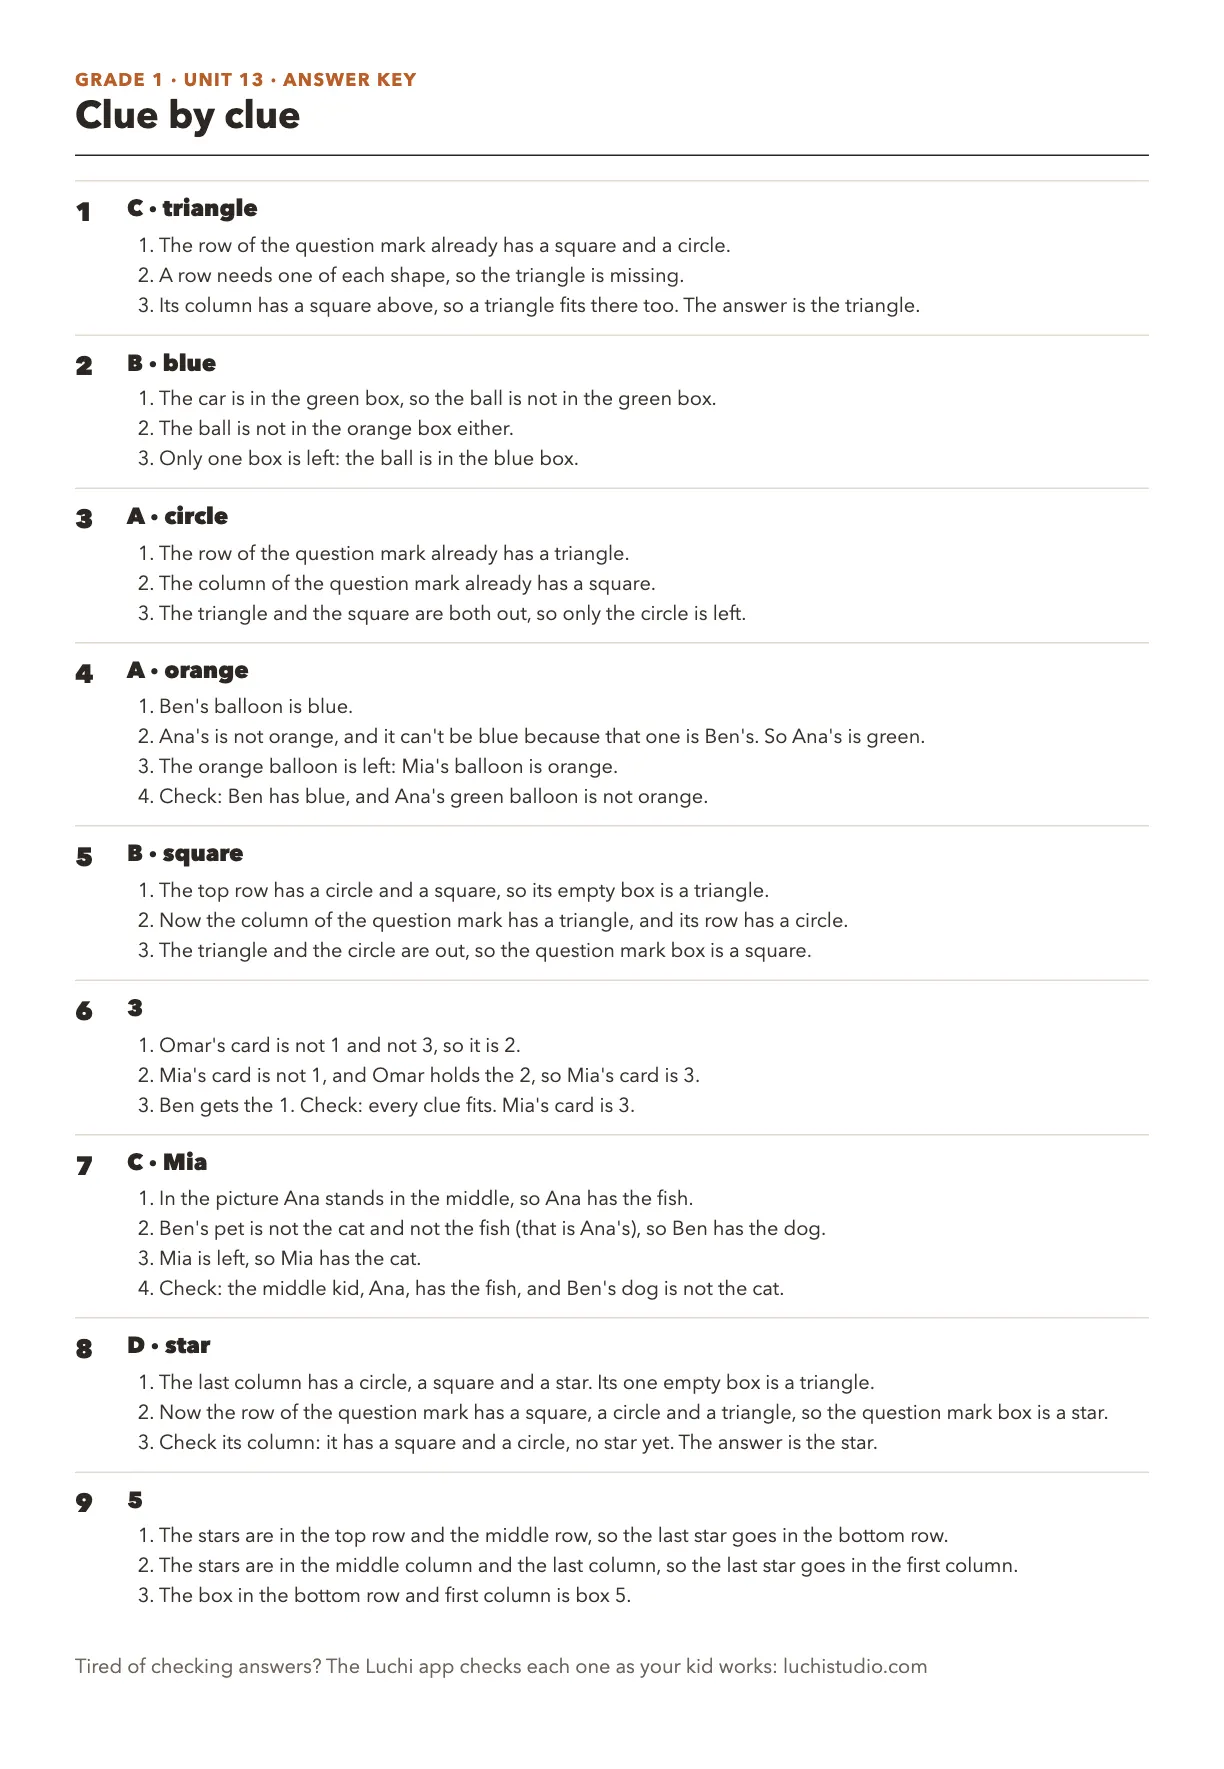 GRADE 1 · UNIT 13 · ANSWER KEY
Clue by clue
1 C · triangle
1. The row of the question mark already has a square and a circle.
2. A row needs one of each shape, so the triangle is missing.
3. Its column has a square above, so a triangle fits there too. The answer is the triangle.
2 B · blue
1. The car is in the green box, so the ball is not in the green box.
2. The ball is not in the orange box either.
3. Only one box is left: the ball is in the blue box.
3 A · circle
1. The row of the question mark already has a triangle.
2. The column of the question mark already has a square.
3. The triangle and the square are both out, so only the circle is left.
4 A · orange
1. Ben's balloon is blue.
2. Ana's is not orange, and it can't be blue because that one is Ben's. So Ana's is green.
3. The orange balloon is left: Mia's balloon is orange.
4. Check: Ben has blue, and Ana's green balloon is not orange.
5 B · square
1. The top row has a circle and a square, so its empty box is a triangle.
2. Now the column of the question mark has a triangle, and its row has a circle.
3. The triangle and the circle are out, so the question mark box is a square.
6 3
1. Omar's card is not 1 and not 3, so it is 2.
2. Mia's card is not 1, and Omar holds the 2, so Mia's card is 3.
3. Ben gets the 1. Check: every clue fits. Mia's card is 3.
7 C · Mia
1. In the picture Ana stands in the middle, so Ana has the fish.
2. Ben's pet is not the cat and not the fish (that is Ana's), so Ben has the dog.
3. Mia is left, so Mia has the cat.
4. Check: the middle kid, Ana, has the fish, and Ben's dog is not the cat.
8 D · star
1. The last column has a circle, a square and a star. Its one empty box is a triangle.
2. Now the row of the question mark has a square, a circle and a triangle, so the question mark box is a star.
3. Check its column: it has a square and a circle, no star yet. The answer is the star.
9 5
1. The stars are in the top row and the middle row, so the last star goes in the bottom row.
2. The stars are in the middle column and the last column, so the last star goes in the first column.
3. The box in the bottom row and first column is box 5.
Tired of checking answers? The Luchi app checks each one as your kid works: luchistudio.com